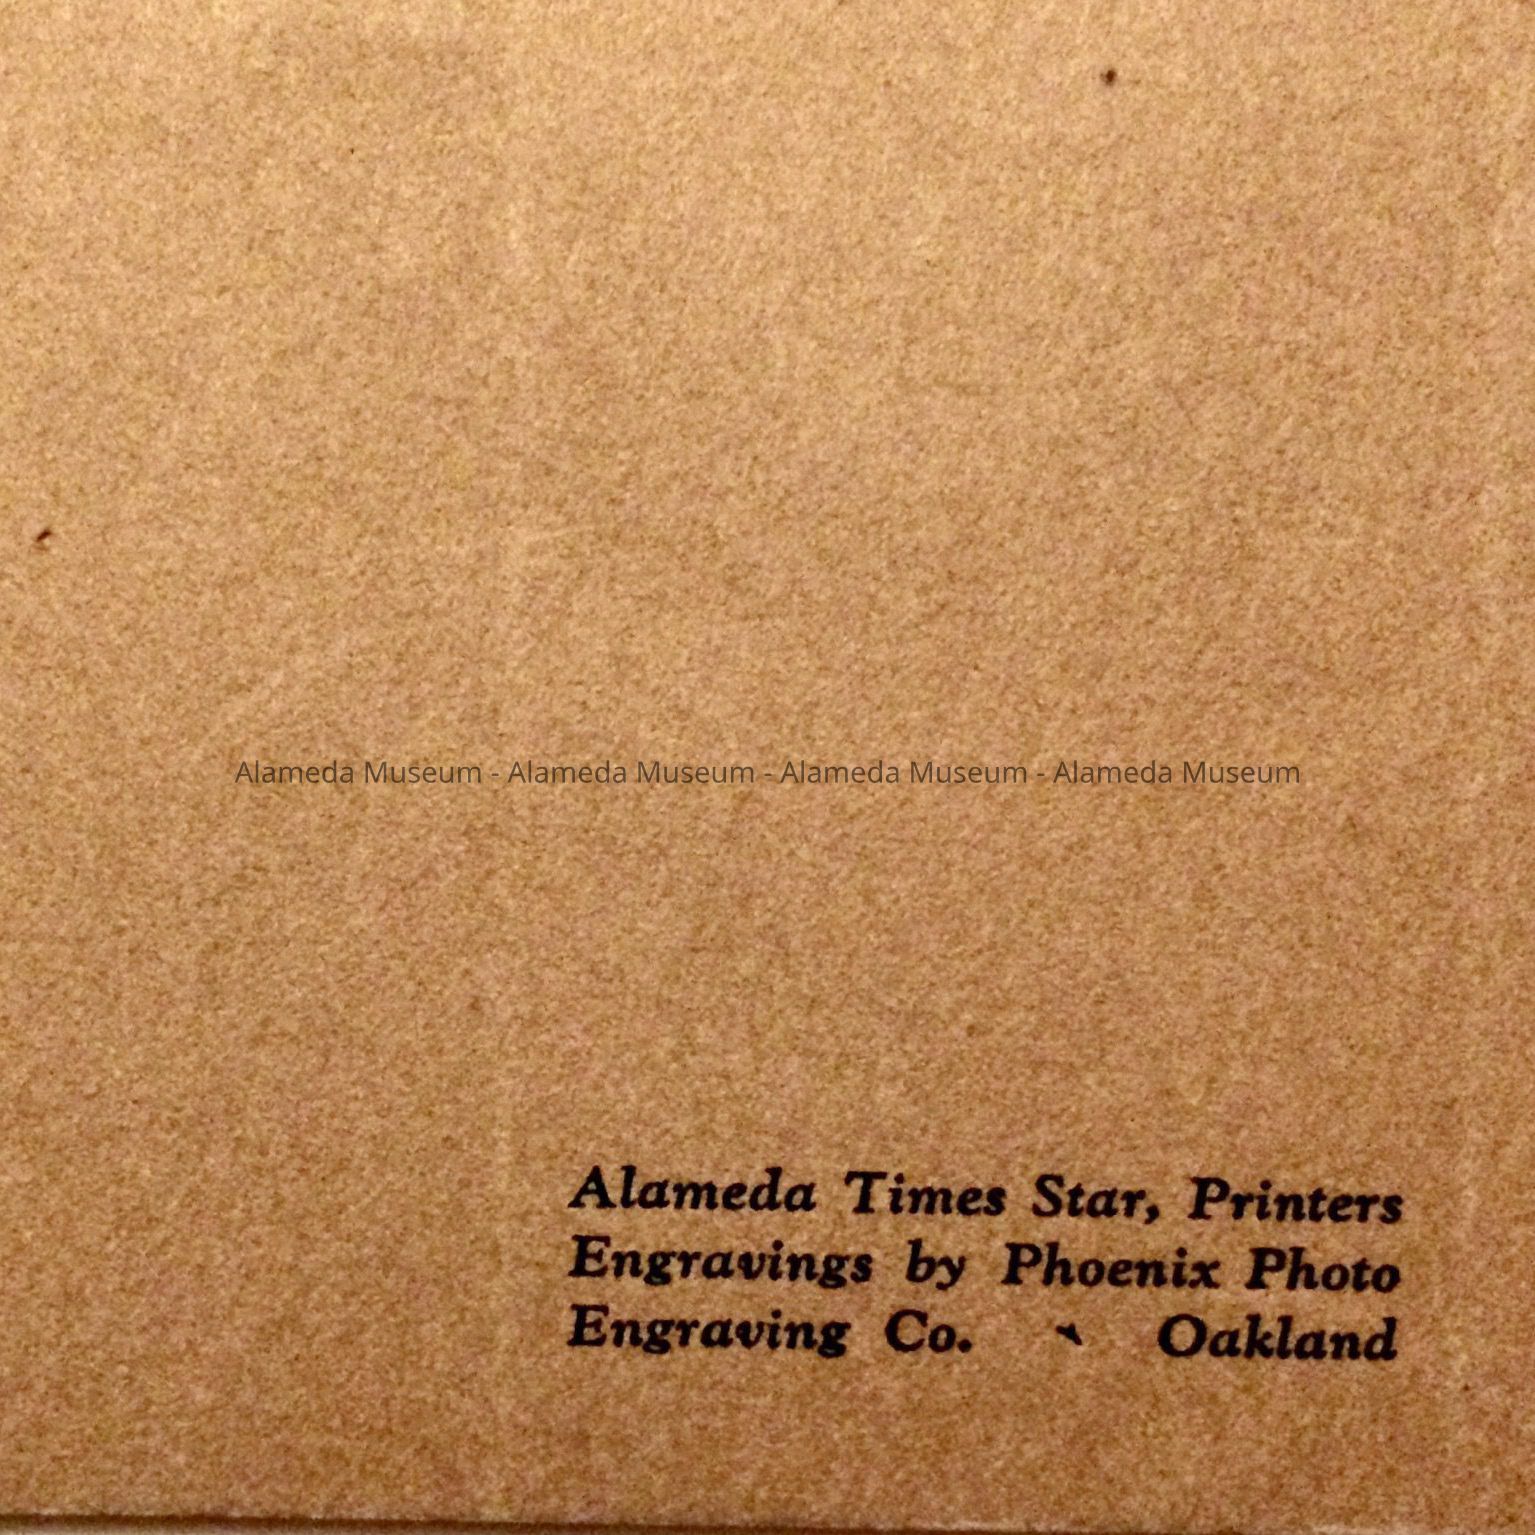 Alameda Museum - Alameda Museum - Alameda Museum - Alameda Museum
Alameda Times Star, Printers
Engravings by Phoenix Photo
Engraving Co. Oakland